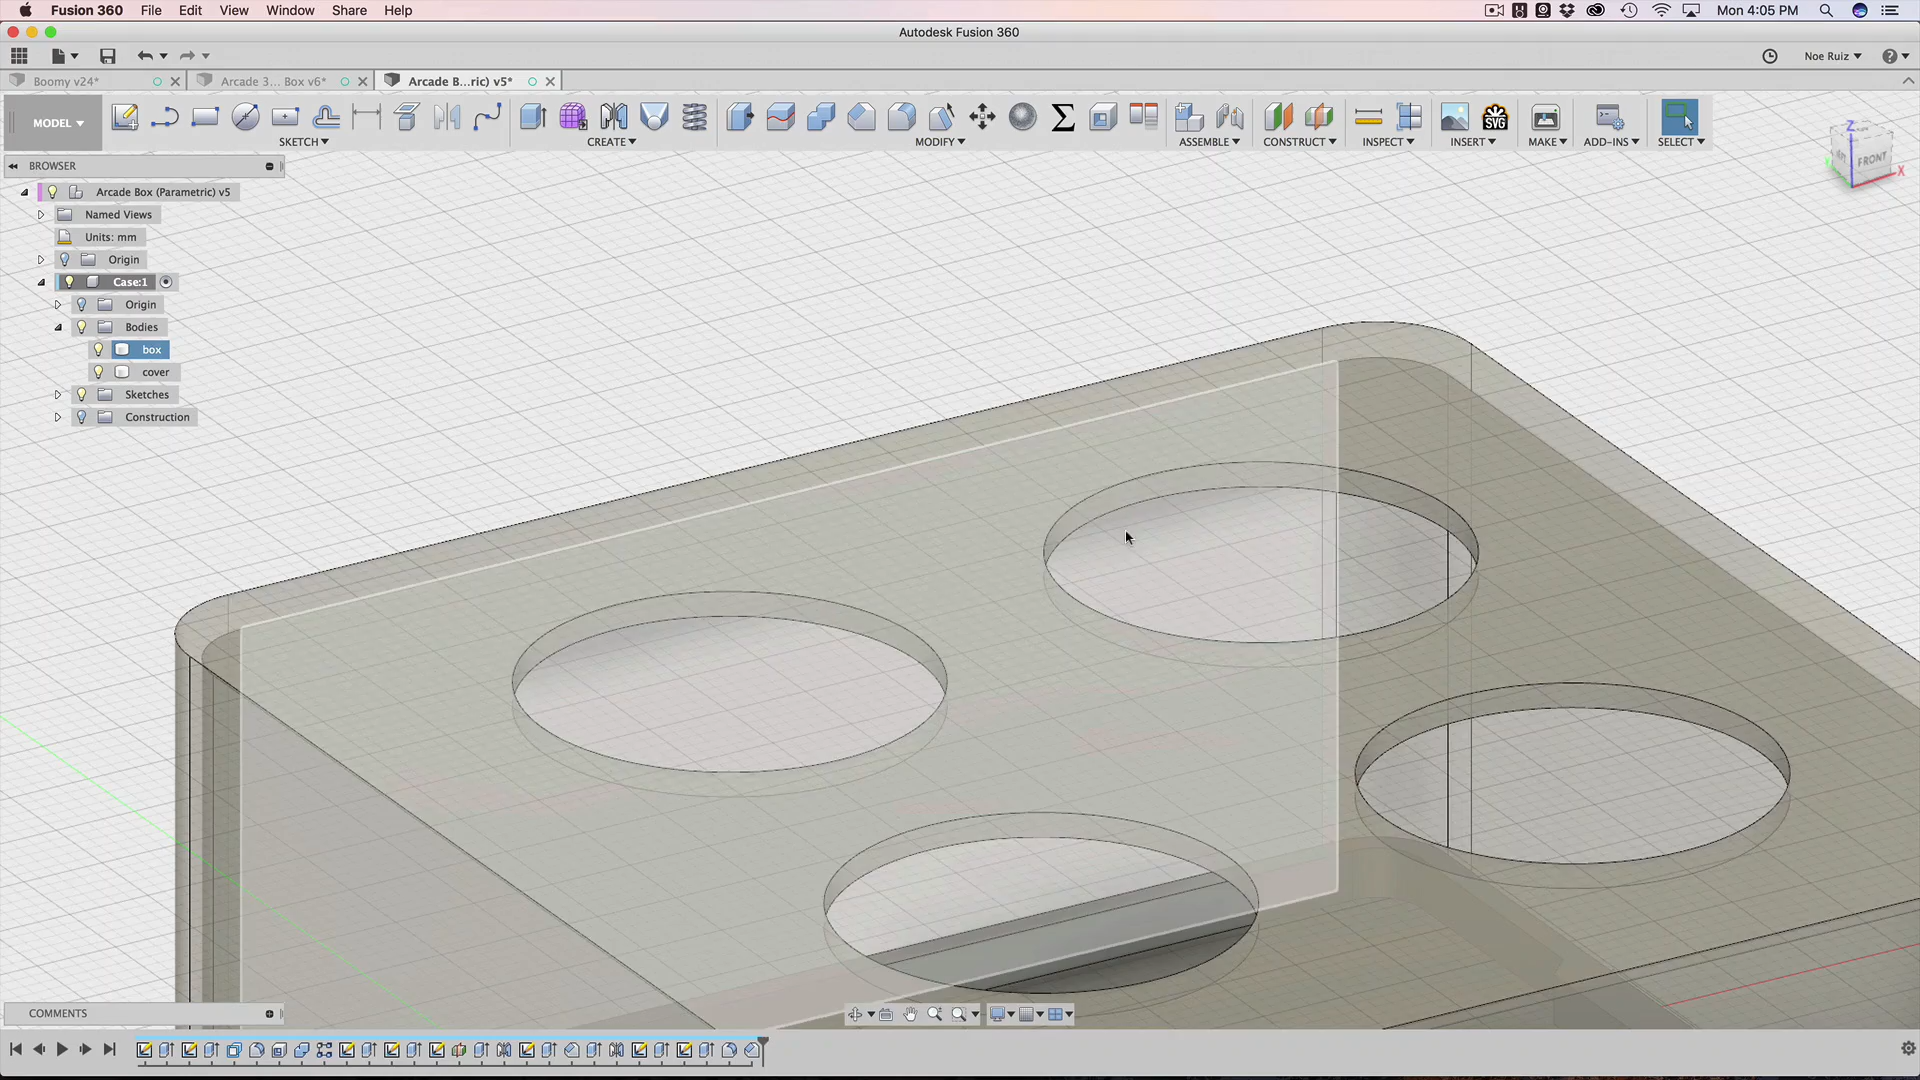 Fusion 360 File Edit View Window Share Help Mon 4:05 PM
Autodesk Fusion 360
Noe Ruiz
Boomy v24* Arcade 3... Box v6* Arcade B...ric) v5*
MODEL SKETCH CREATE MODIFY ASSEMBLE CONSTRUCT INSPECT INSERT MAKE ADD-INS SELECT
SVG
BROWSER
Arcade Box (Parametric) v5
Named Views
Units: mm
Origin
Case:1
Origin
Bodies
box
cover
Sketches
Construction
Z
FRONT
X
COMMENTS